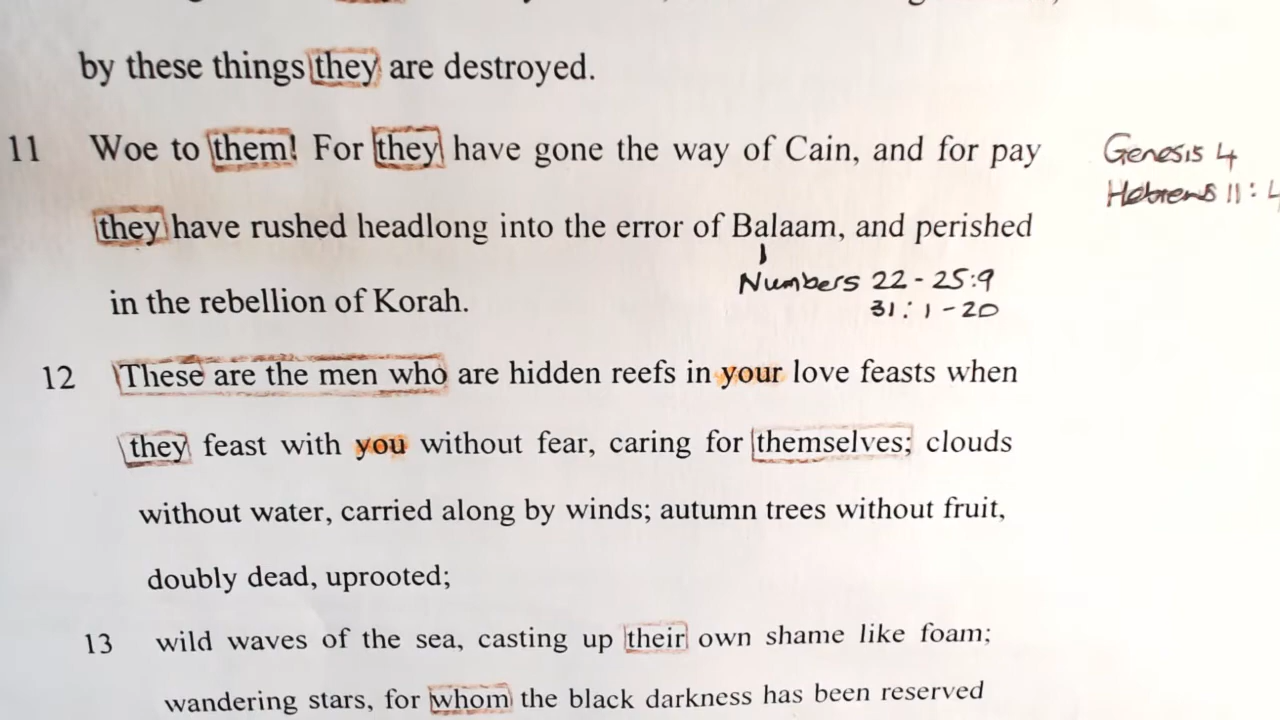 by these things they are destroyed.
11 Woe to them! For they have gone the way of Cain, and for pay
Genesis 4
Hebrews 11:4
they have rushed headlong into the error of Balaam, and perished
Numbers 22-25:9
31:1-20
in the rebellion of Korah.
12 These are the men who are hidden reefs in your love feasts when
they feast with you without fear, caring for themselves; clouds
without water, carried along by winds; autumn trees without fruit,
doubly dead, uprooted;
13 wild waves of the sea, casting up their own shame like foam;
wandering stars, for whom the black darkness has been reserved